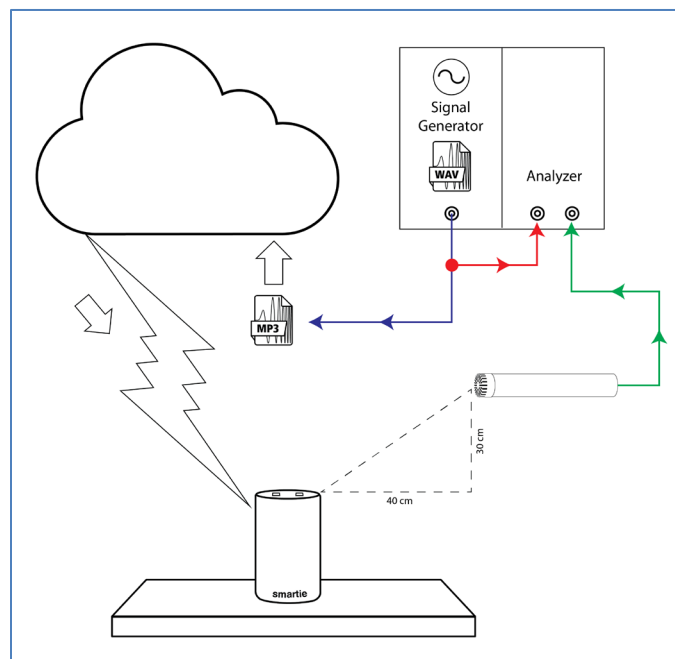 Signal
Generator
WAV
Analyzer
MP3
30 cm
40 cm
smartie